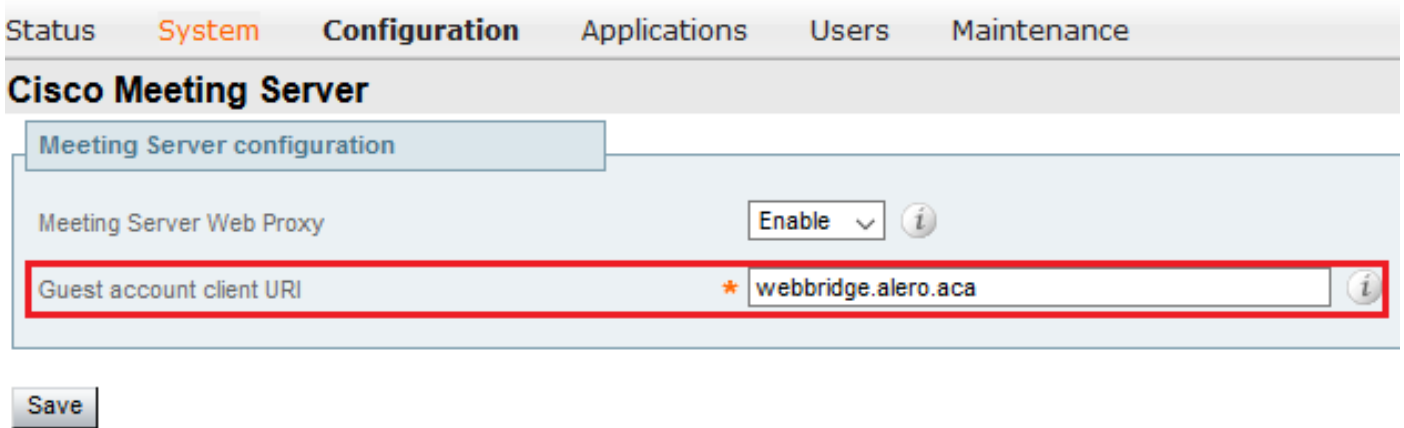 Status System Configuration Applications Users Maintenance
Cisco Meeting Server
Meeting Server configuration
Meeting Server Web Proxy Enable i
Guest account client URI * webbridge.alero.aca i
Save